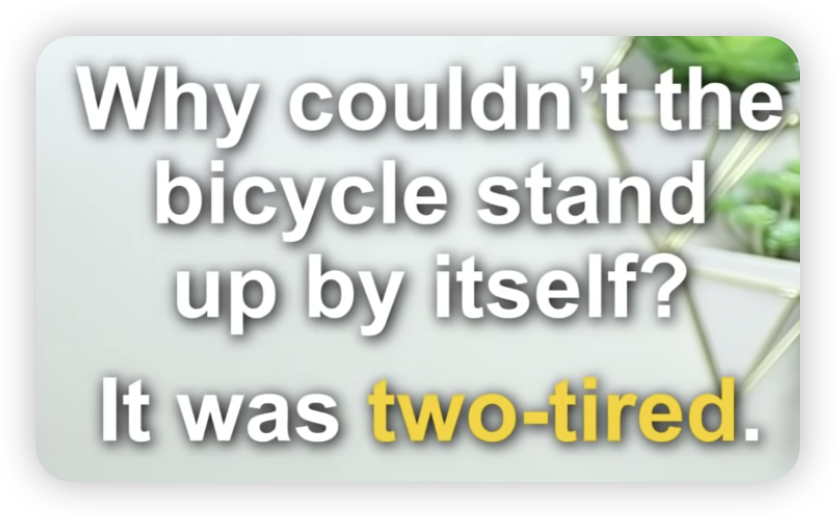 Why couldn’t the
bicycle stand
up by itself?
It was two-tired.